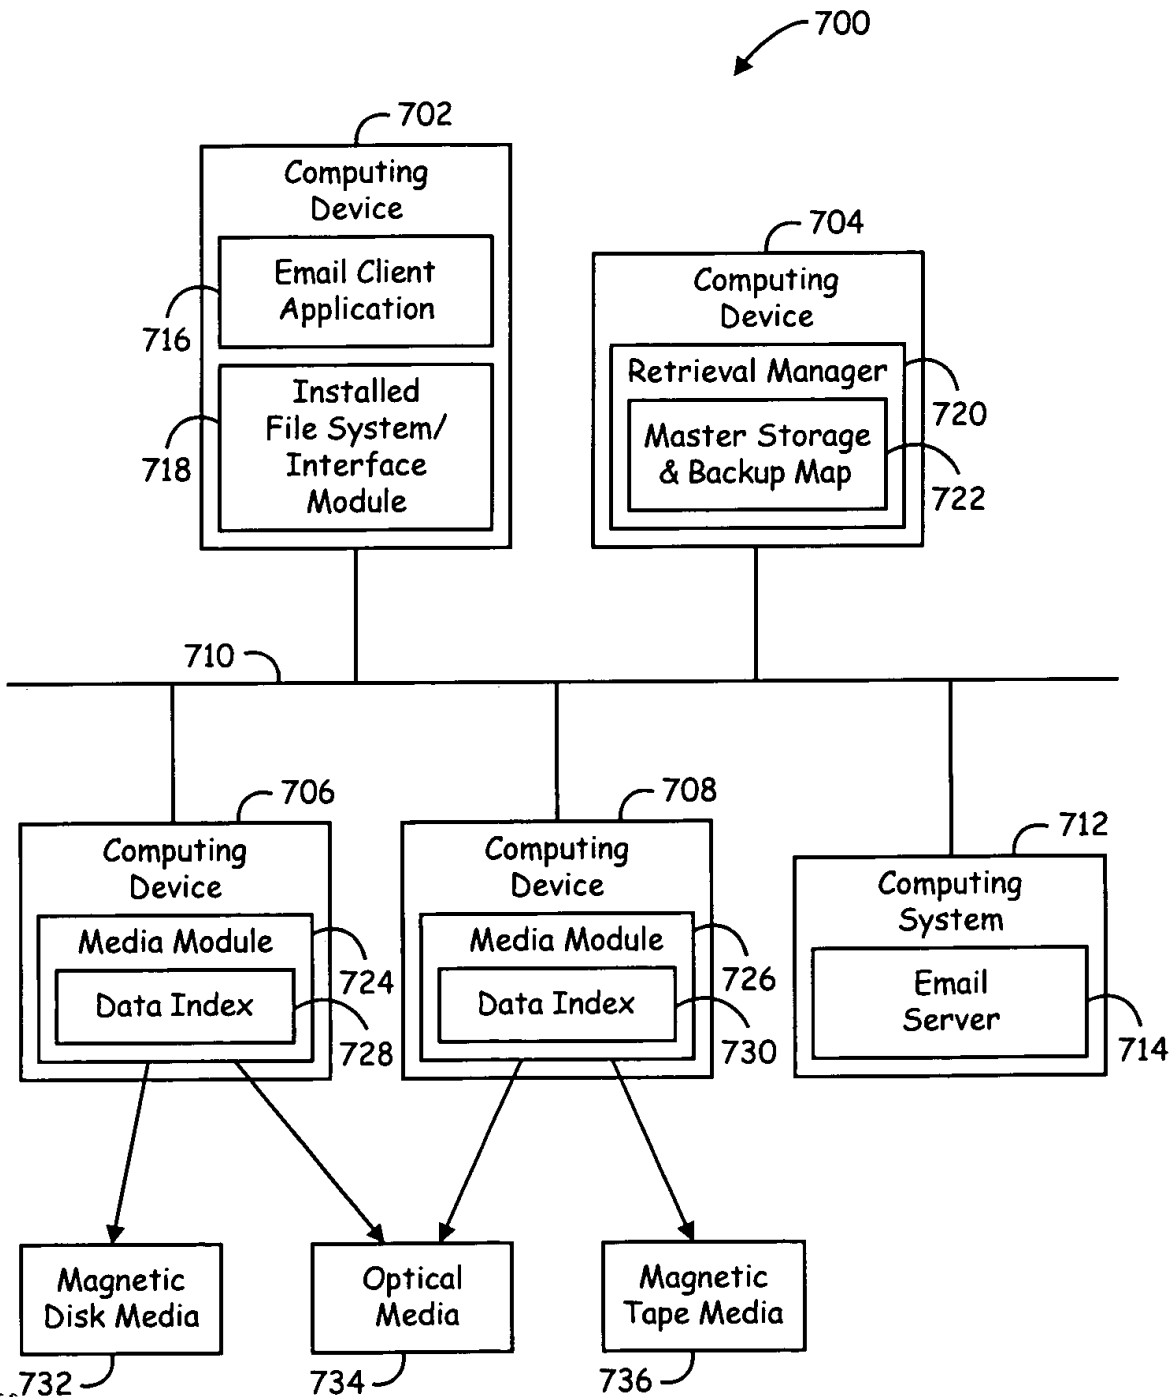 700
702
Computing
Device
Email Client
Application
716
Installed
File System/
Interface
Module
718
704
Computing
Device
Retrieval Manager
720
Master Storage
& Backup Map
722
710
706
Computing
Device
Media Module
724
Data Index
728
708
Computing
Device
Media Module
726
Data Index
730
712
Computing
System
Email
Server
714
Magnetic
Disk Media
732
Optical
Media
734
Magnetic
Tape Media
736